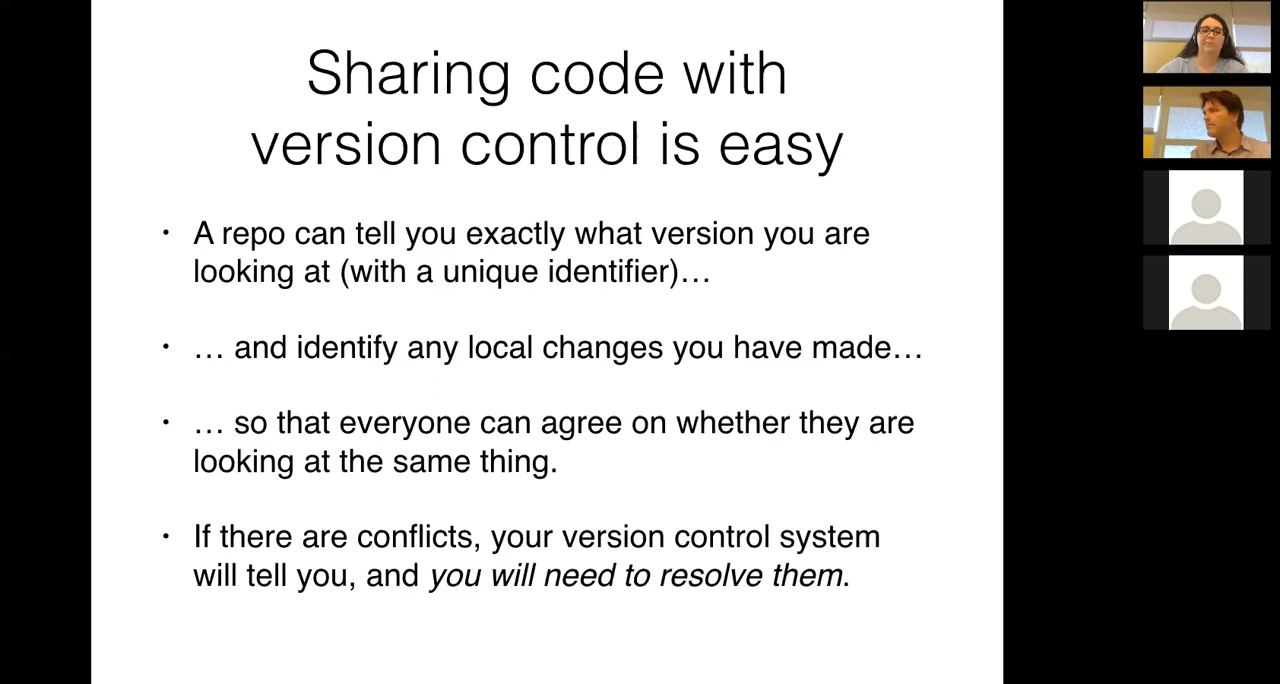 Sharing code with
version control is easy
• A repo can tell you exactly what version you are
looking at (with a unique identifier)…
• … and identify any local changes you have made…
• … so that everyone can agree on whether they are
looking at the same thing.
• If there are conflicts, your version control system
will tell you, and you will need to resolve them.